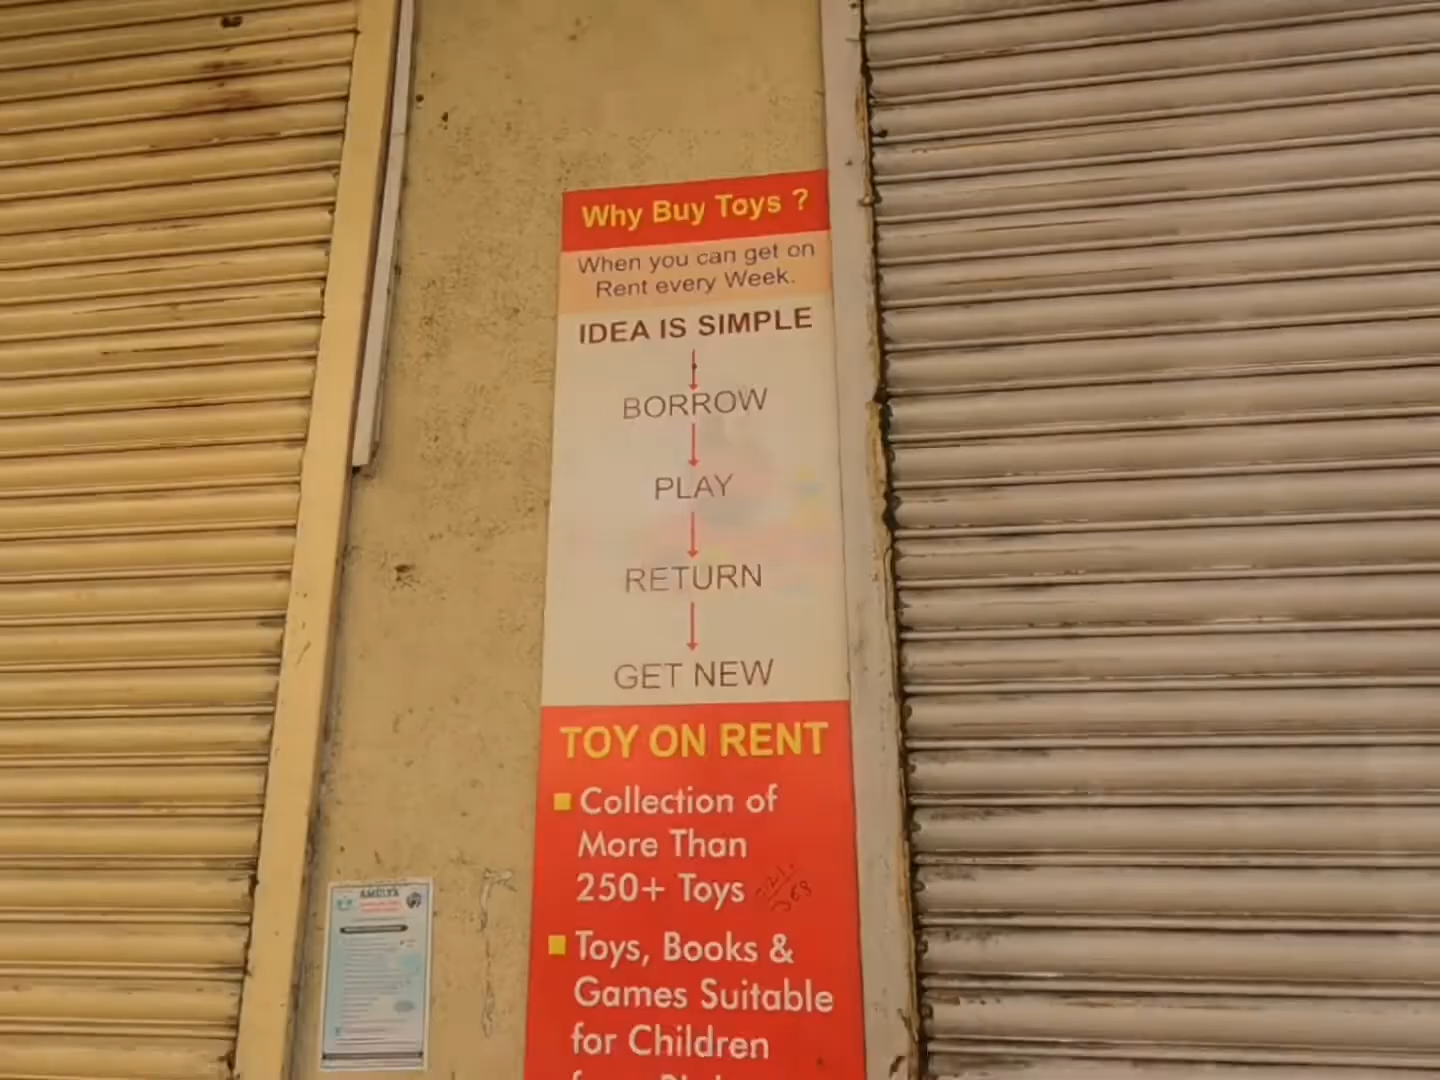 Why Buy Toys ?
When you can get on
Rent every Week.
IDEA IS SIMPLE
BORROW
PLAY
RETURN
GET NEW
TOY ON RENT
Collection of
More Than
250+ Toys
Toys, Books &
Games Suitable
for Children